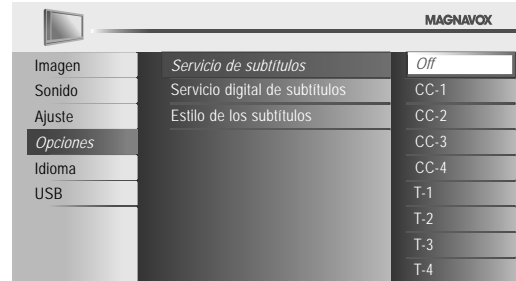 MAGNAVOX
Imagen
Sonido
Ajuste
Opciones
Idioma
USB
Servicio de subtítulos
Servicio digital de subtítulos
Estilo de los subtítulos
Off
CC-1
CC-2
CC-3
CC-4
T-1
T-2
T-3
T-4